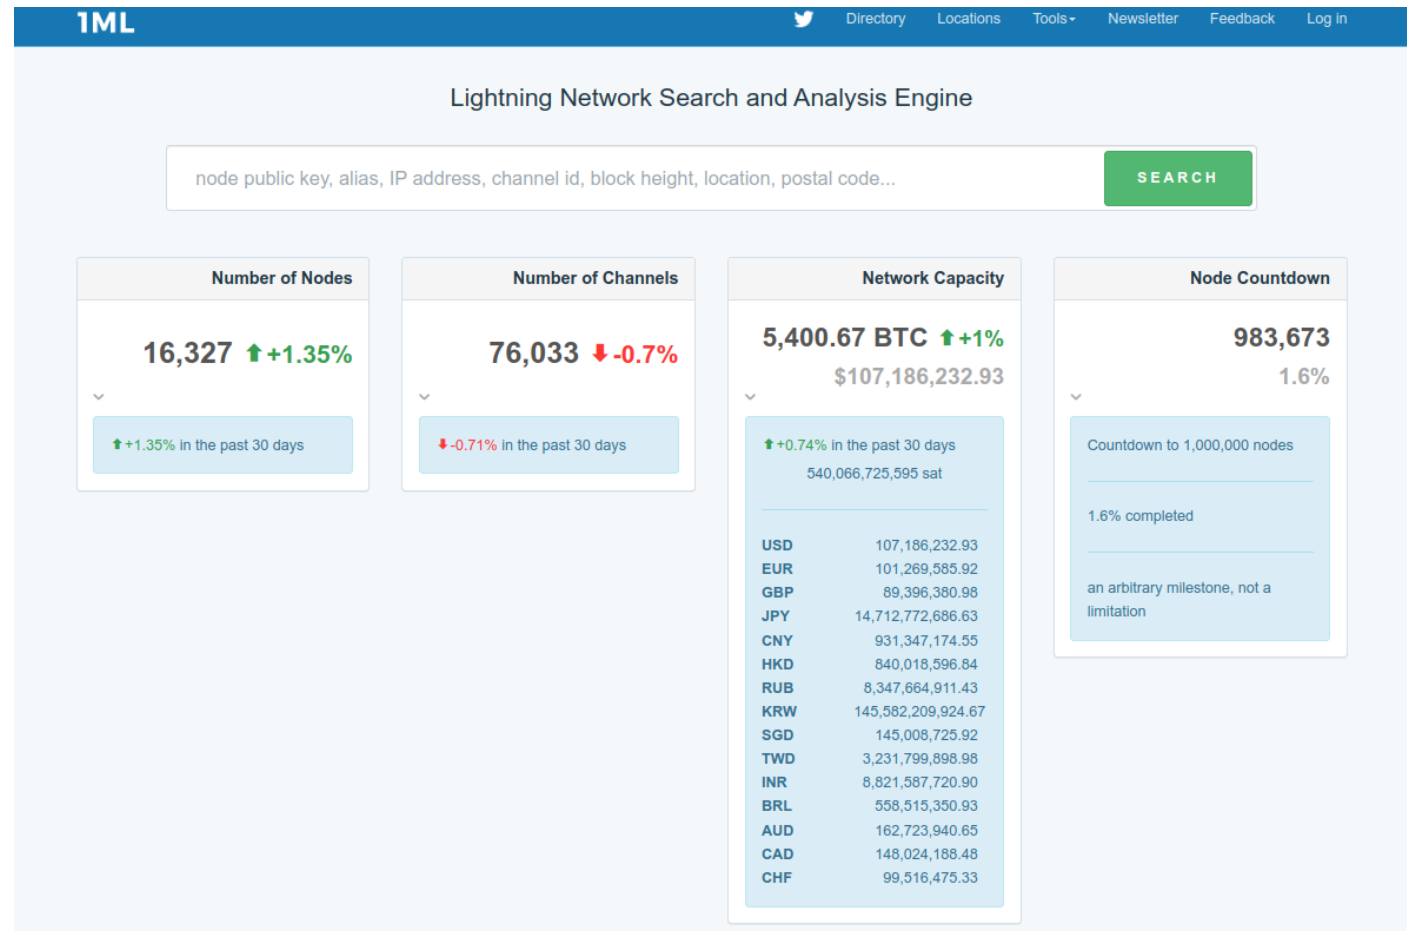 1ML
Directory Locations Tools Newsletter Feedback Log in
Lightning Network Search and Analysis Engine
node public key, alias, IP address, channel id, block height, location, postal code...
SEARCH
Number of Nodes
16,327 +1.35%
+1.35% in the past 30 days
Number of Channels
76,033 -0.7%
-0.71% in the past 30 days
Network Capacity
5,400.67 BTC +1%
$107,186,232.93
+0.74% in the past 30 days
540,066,725,595 sat
USD 107,186,232.93
EUR 101,269,585.92
GBP 89,396,380.98
JPY 14,712,772,686.63
CNY 931,347,174.55
HKD 840,018,596.84
RUB 8,347,664,911.43
KRW 145,582,209,924.67
SGD 145,008,725.92
TWD 3,231,799,898.98
INR 8,821,587,720.90
BRL 558,515,350.93
AUD 162,723,940.65
CAD 148,024,188.48
CHF 99,516,475.33
Node Countdown
983,673
1.6%
Countdown to 1,000,000 nodes
1.6% completed
an arbitrary milestone, not a
limitation